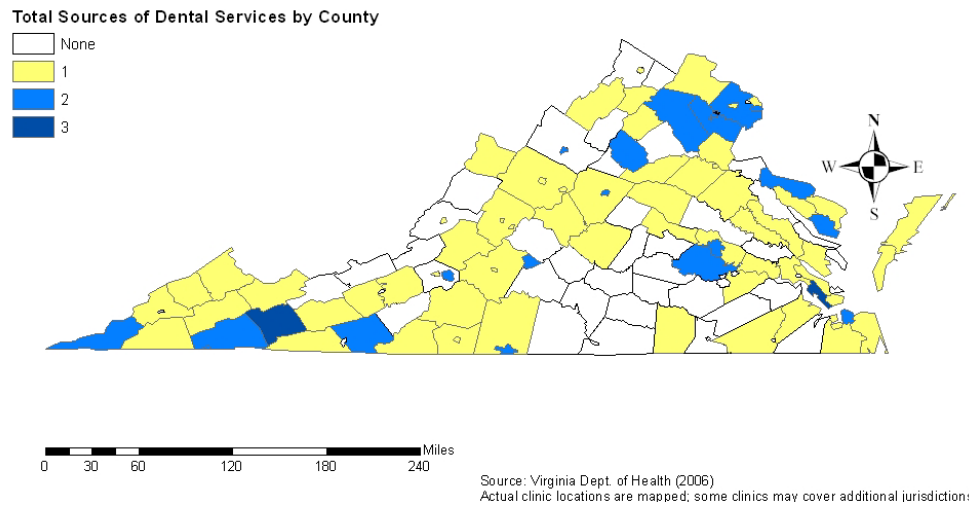 Total Sources of Dental Services by County
None
1
2
3
N
W E
S
Miles
0 30 60 120 180 240
Source: Virginia Dept. of Health (2006)
Actual clinic locations are mapped; some clinics may cover additional jurisdictions